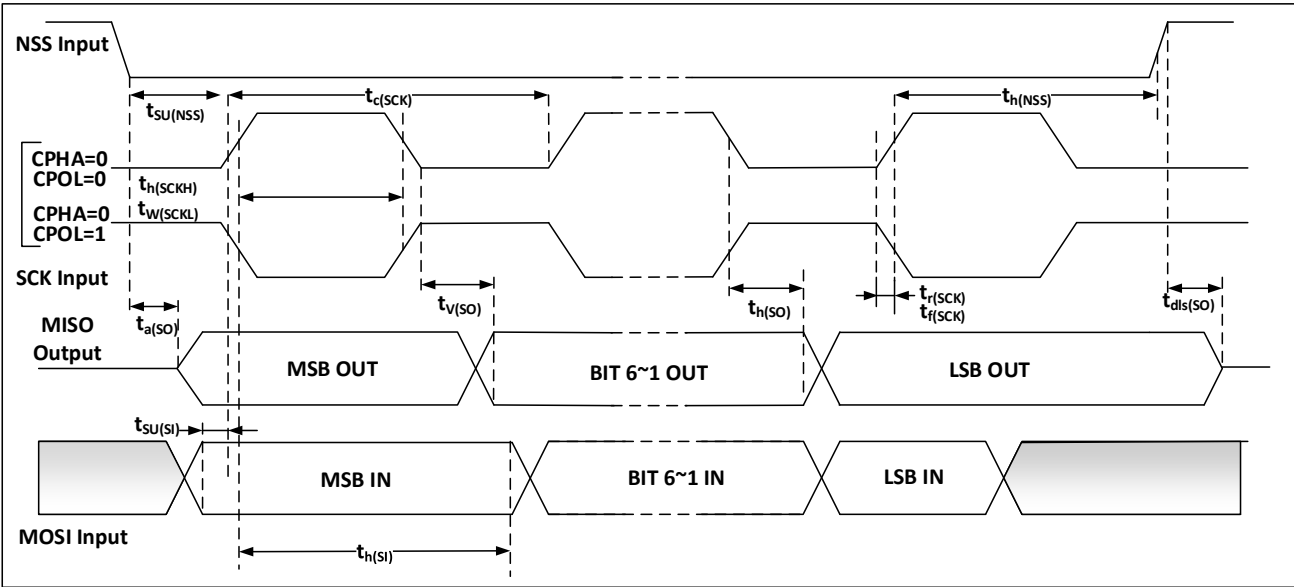 NSS Input
tSU(NSS)
tc(SCK)
th(NSS)
CPHA=0
CPOL=0
th(SCKH)
tW(SCKL)
CPHA=0
CPOL=1
SCK Input
ta(SO)
tV(SO)
th(SO)
tr(SCK)
tf(SCK)
tdIs(SO)
MISO
Output
MSB OUT
BIT 6~1 OUT
LSB OUT
tSU(SI)
MSB IN
BIT 6~1 IN
LSB IN
MOSI Input
th(SI)